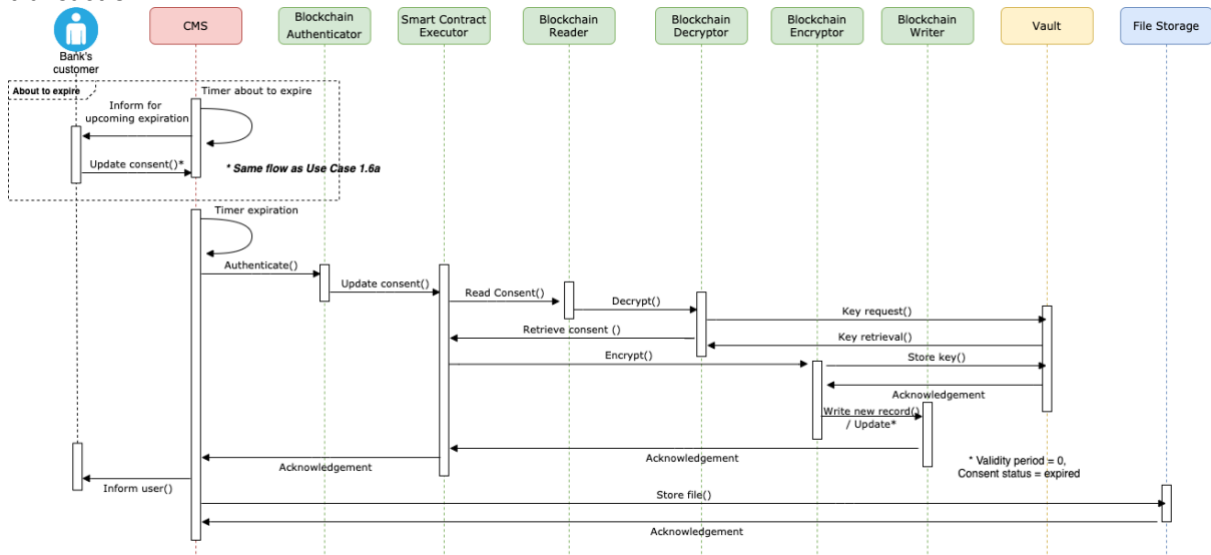 CMS
Blockchain
Authenticator
Smart Contract
Executor
Blockchain
Reader
Blockchain
Decryptor
Blockchain
Encryptor
Blockchain
Writer
Vault
File Storage
Bank's
customer
About to expire
Timer about to expire
Inform for
upcoming expiration
Update consent()*
* Same flow as Use Case 1.6a
Timer expiration
Authenticate()
Update consent()
Read Consent()
Decrypt()
Key request()
Retrieve consent ()
Key retrieval()
Encrypt()
Store key()
Acknowledgement
Write new record()
/ Update*
Acknowledgement
Acknowledgement
* Validity period = 0,
Consent status = expired
Inform user()
Store file()
Acknowledgement